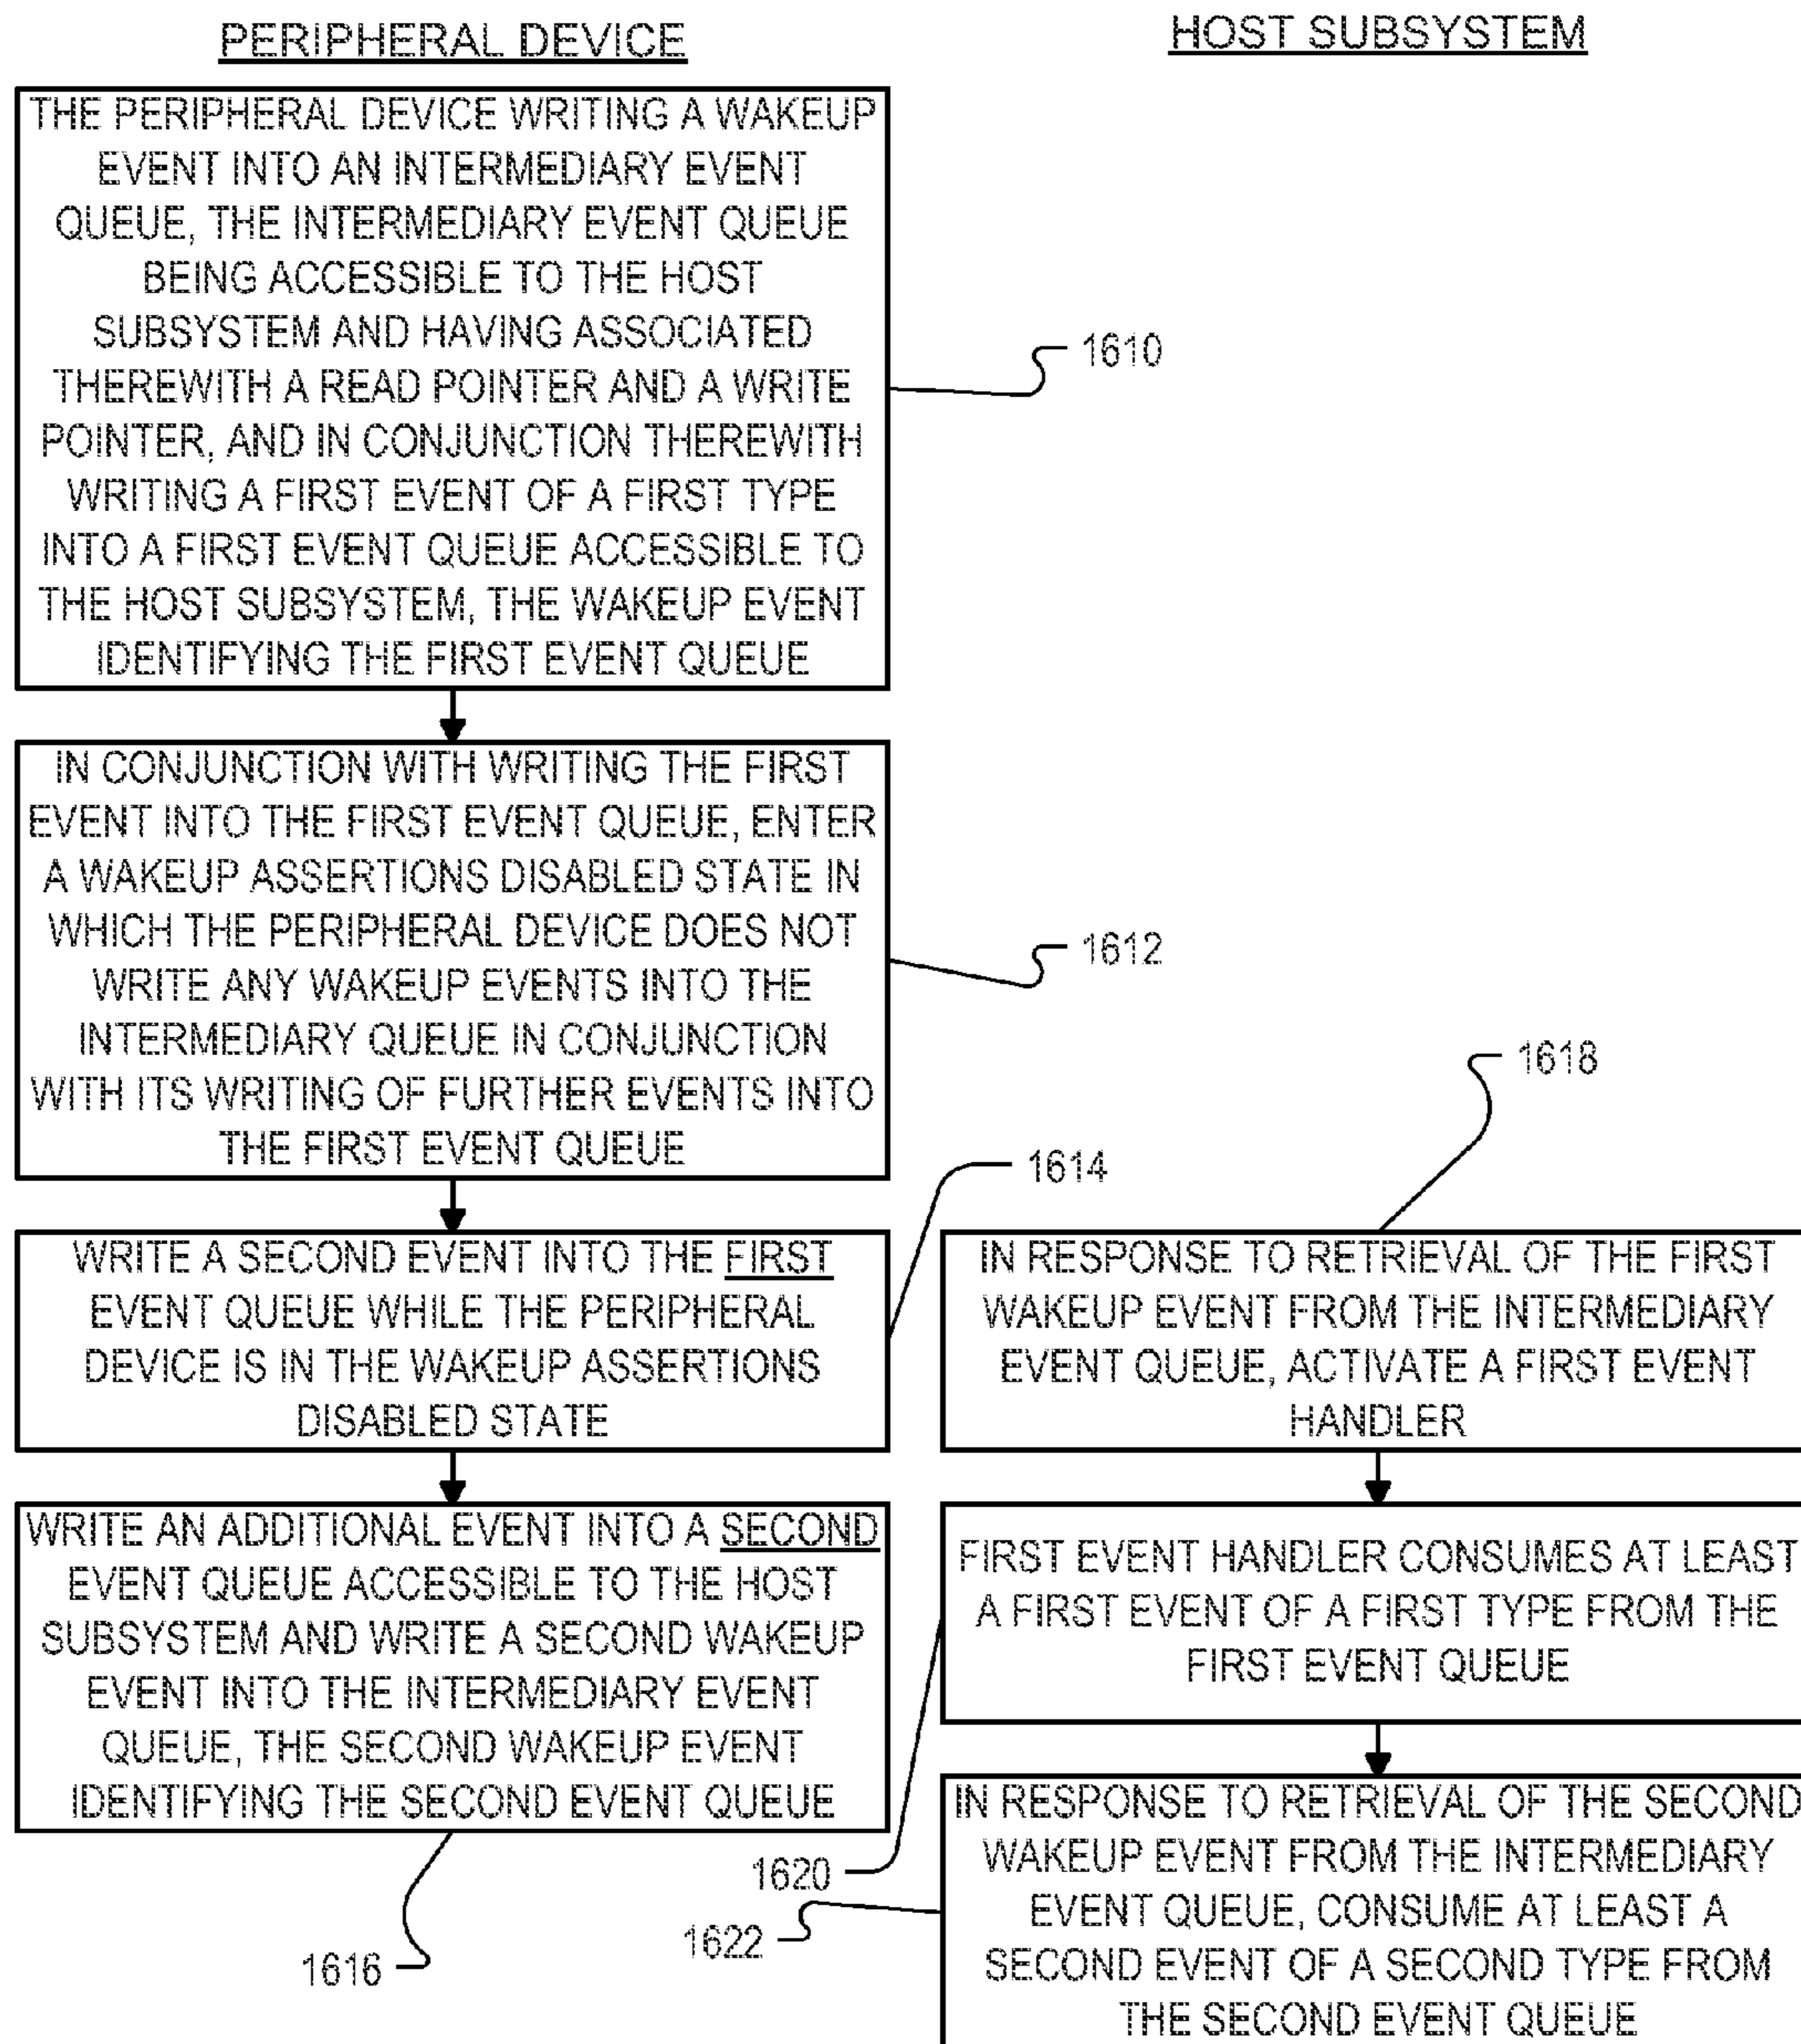 PERIPHERAL DEVICE
THE PERIPHERAL DEVICE WRITING A WAKEUP
EVENT INTO AN INTERMEDIARY EVENT
QUEUE, THE INTERMEDIARY EVENT QUEUE
BEING ACCESSIBLE TO THE HOST
SUBSYSTEM AND HAVING ASSOCIATED
THEREWITH A READ POINTER AND A WRITE
POINTER, AND IN CONJUNCTION THEREWITH
WRITING A FIRST EVENT OF A FIRST TYPE
INTO A FIRST EVENT QUEUE ACCESSIBLE TO
THE HOST SUBSYSTEM, THE WAKEUP EVENT
IDENTIFYING THE FIRST EVENT QUEUE
1610
IN CONJUNCTION WITH WRITING THE FIRST
EVENT INTO THE FIRST EVENT QUEUE, ENTER
A WAKEUP ASSERTIONS DISABLED STATE IN
WHICH THE PERIPHERAL DEVICE DOES NOT
WRITE ANY WAKEUP EVENTS INTO THE
INTERMEDIARY QUEUE IN CONJUNCTION
WITH ITS WRITING OF FURTHER EVENTS INTO
THE FIRST EVENT QUEUE
1612
WRITE A SECOND EVENT INTO THE FIRST
EVENT QUEUE WHILE THE PERIPHERAL
DEVICE IS IN THE WAKEUP ASSERTIONS
DISABLED STATE
1614
WRITE AN ADDITIONAL EVENT INTO A SECOND
EVENT QUEUE ACCESSIBLE TO THE HOST
SUBSYSTEM AND WRITE A SECOND WAKEUP
EVENT INTO THE INTERMEDIARY EVENT
QUEUE, THE SECOND WAKEUP EVENT
IDENTIFYING THE SECOND EVENT QUEUE
1616
HOST SUBSYSTEM
1618
IN RESPONSE TO RETRIEVAL OF THE FIRST
WAKEUP EVENT FROM THE INTERMEDIARY
EVENT QUEUE, ACTIVATE A FIRST EVENT
HANDLER
FIRST EVENT HANDLER CONSUMES AT LEAST
A FIRST EVENT OF A FIRST TYPE FROM THE
FIRST EVENT QUEUE
1620
IN RESPONSE TO RETRIEVAL OF THE SECOND
WAKEUP EVENT FROM THE INTERMEDIARY
EVENT QUEUE, CONSUME AT LEAST A
SECOND EVENT OF A SECOND TYPE FROM
THE SECOND EVENT QUEUE
1622